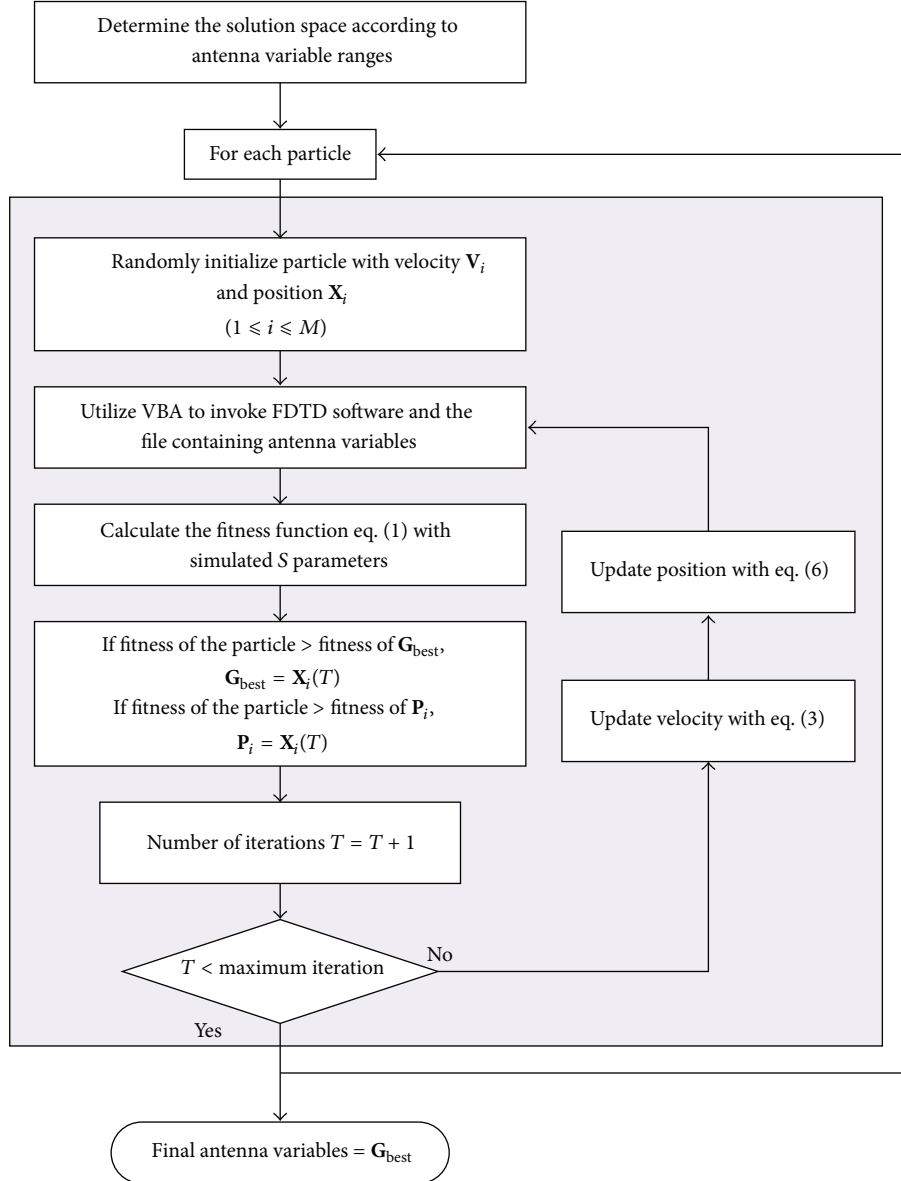 Determine the solution space according to
antenna variable ranges
For each particle
Randomly initialize particle with velocity V_i
and position X_i
(1 ⩽ i ⩽ M)
Utilize VBA to invoke FDTD software and the
file containing antenna variables
Calculate the fitness function eq. (1) with
simulated S parameters
If fitness of the particle > fitness of G_best,
G_best = X_i(T)
If fitness of the particle > fitness of P_i,
P_i = X_i(T)
Number of iterations T = T + 1
T < maximum iteration
No
Yes
Update position with eq. (6)
Update velocity with eq. (3)
Final antenna variables = G_best